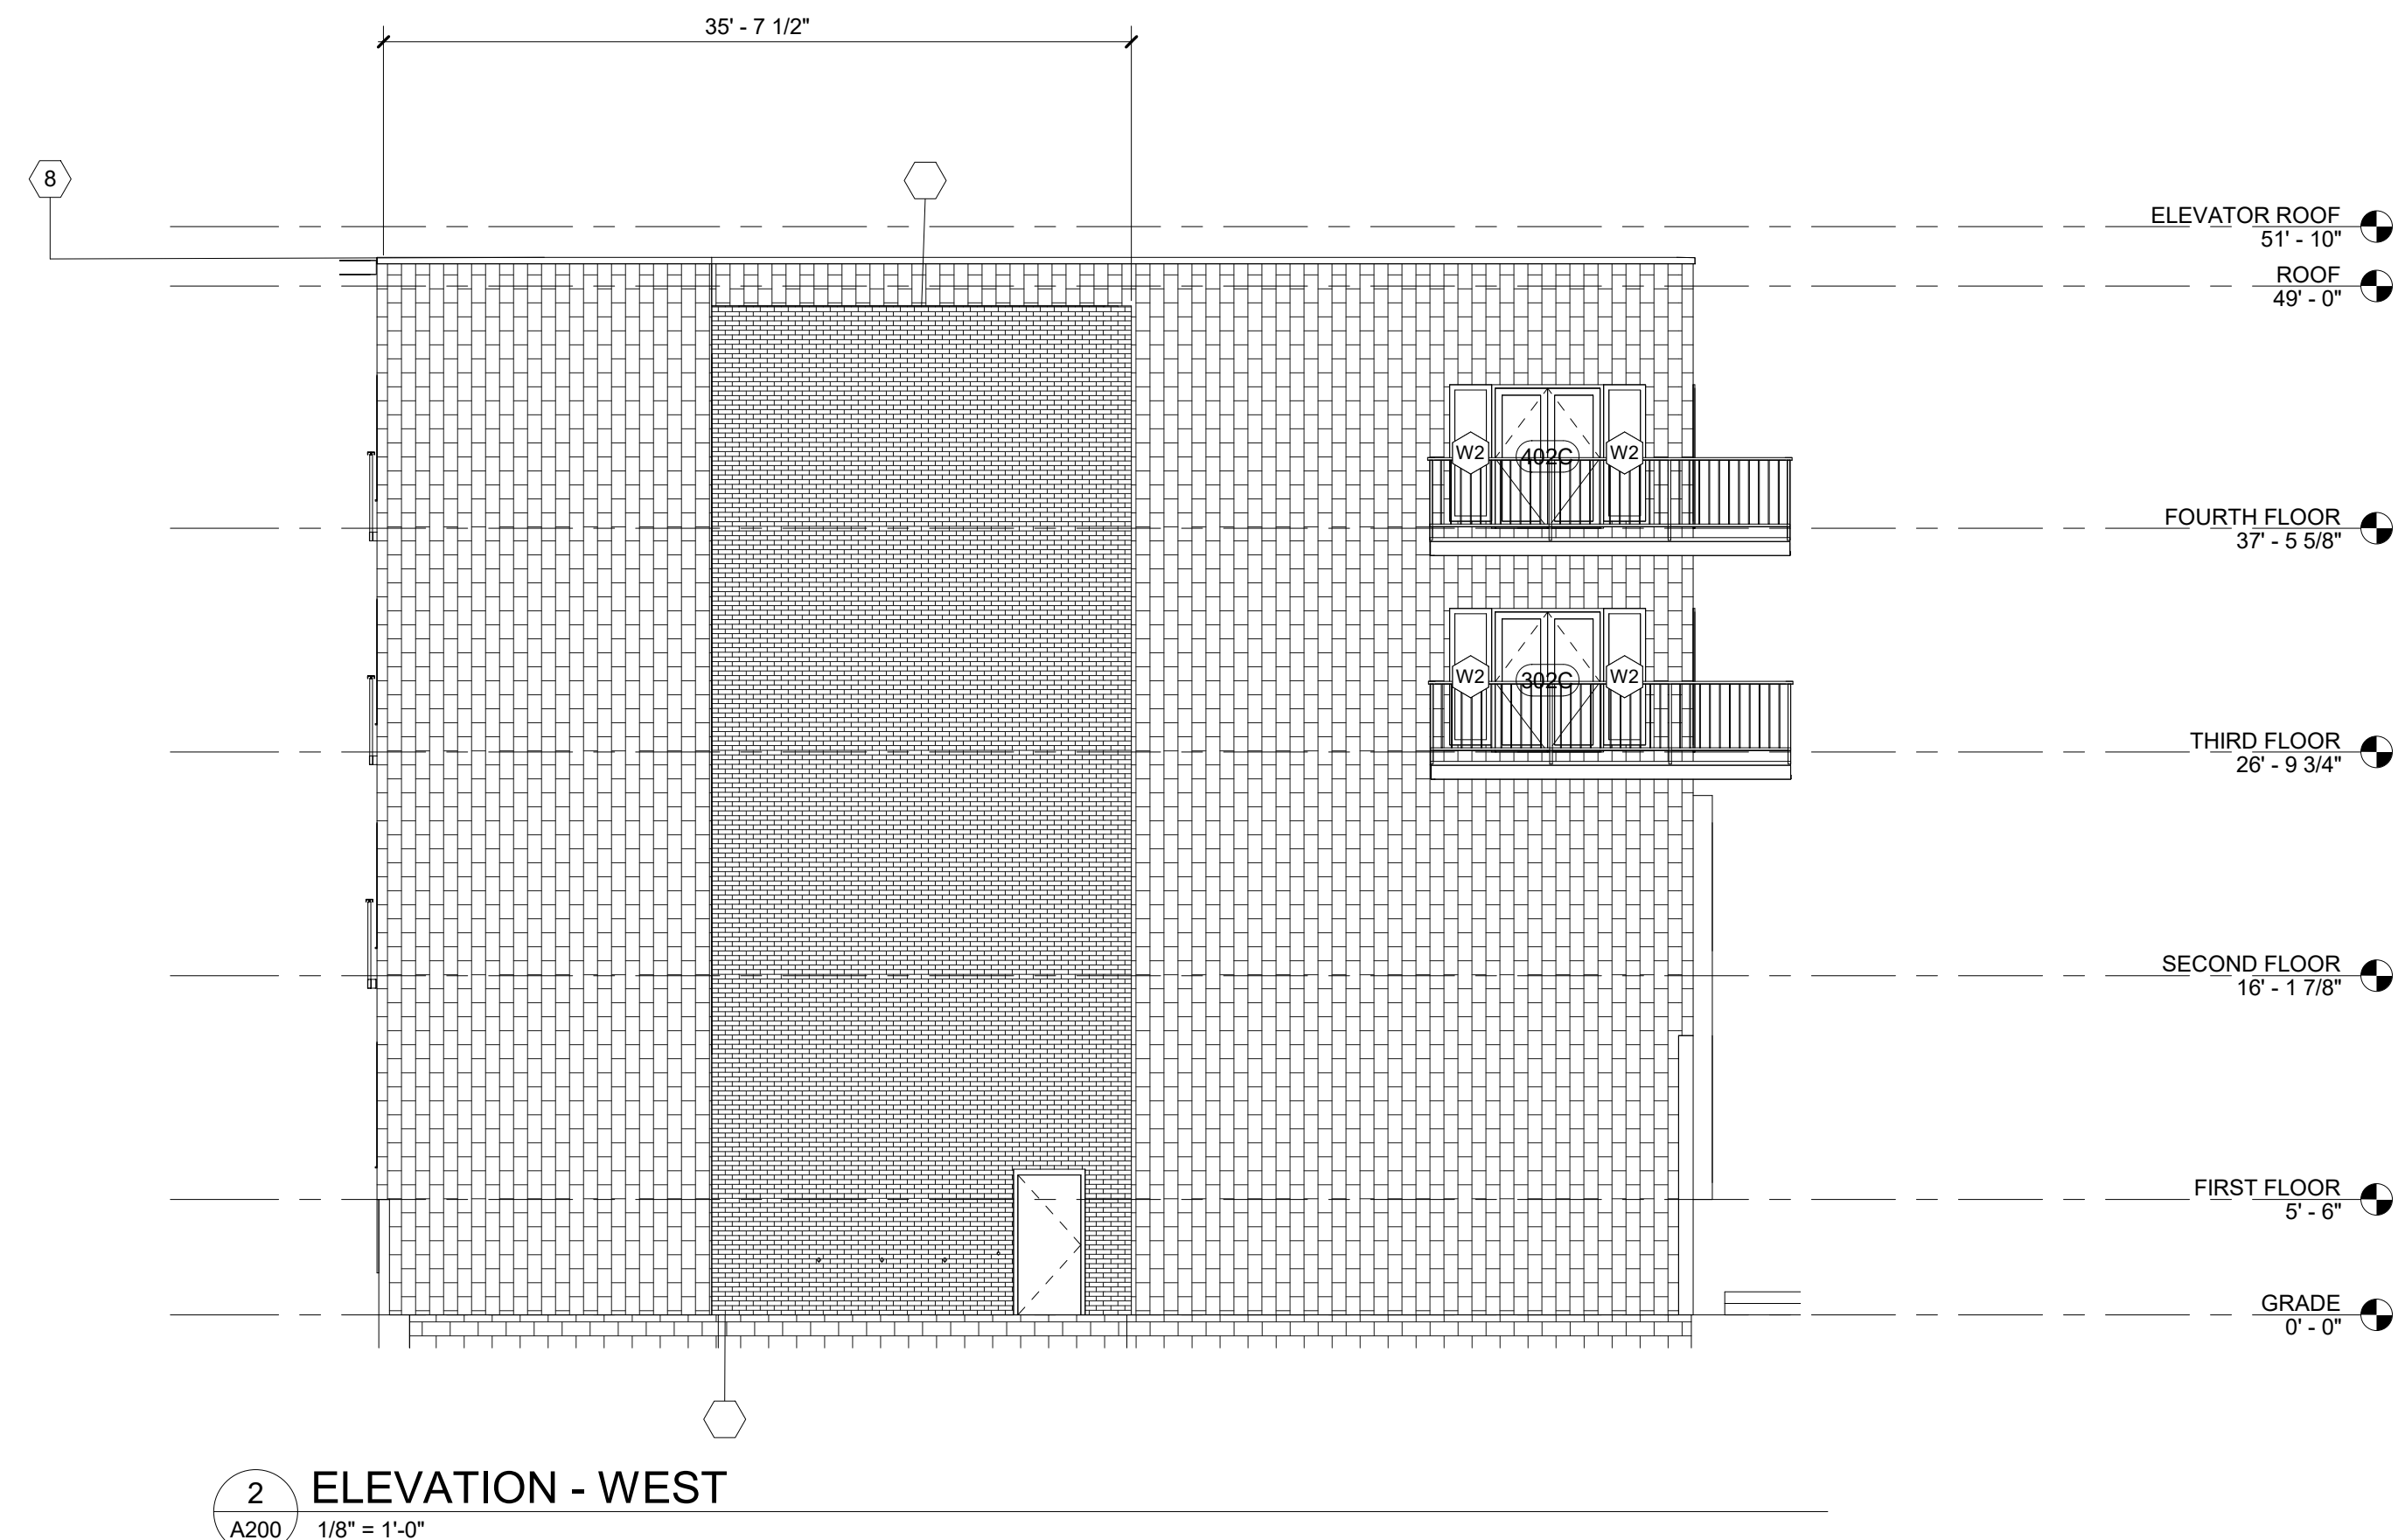 35' - 7 1/2"
8
ELEVATOR ROOF
51' - 10"
ROOF
49' - 0"
W2
402C
W2
FOURTH FLOOR
37' - 5 5/8"
W2
302C
W2
THIRD FLOOR
26' - 9 3/4"
SECOND FLOOR
16' - 1 7/8"
FIRST FLOOR
5' - 6"
GRADE
0' - 0"
2
ELEVATION - WEST
A200
1/8" = 1'-0"